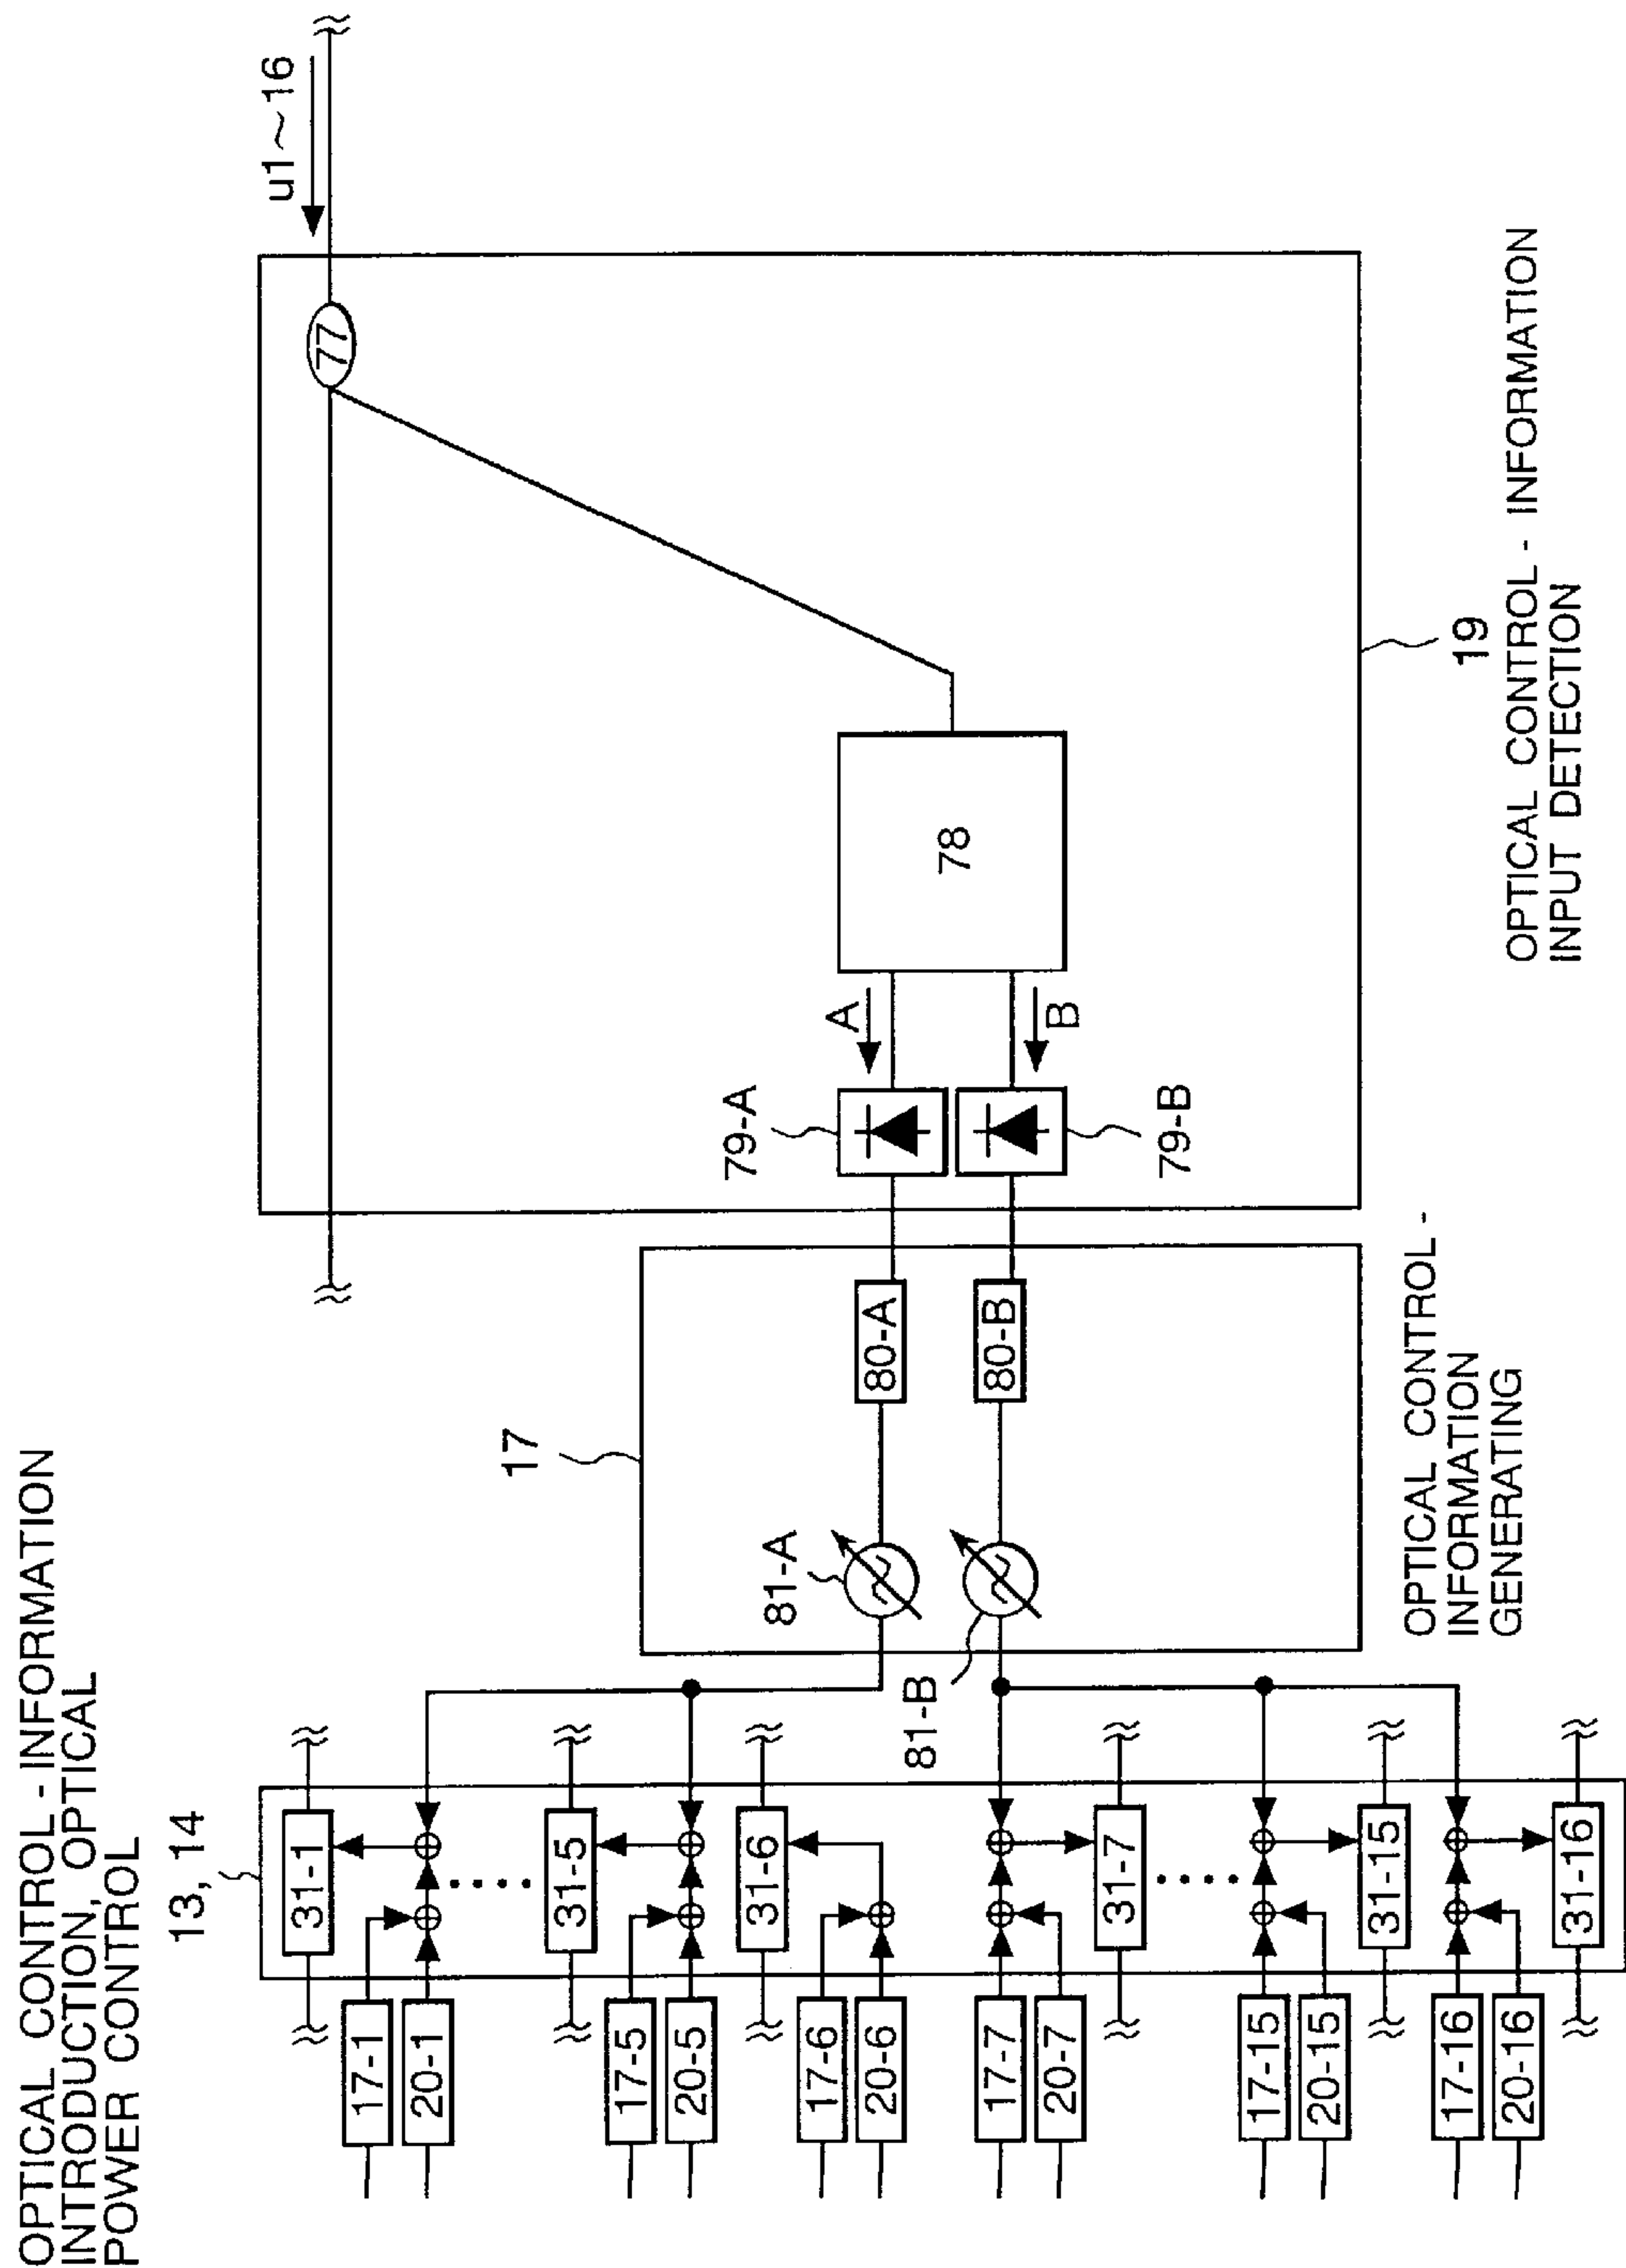 OPTICAL CONTROL - INFORMATION
INTRODUCTION, OPTICAL
POWER CONTROL
13, 14
31-1
17-1
20-1
31-5
17-5
20-5
31-6
17-6
20-6
17-7
20-7
31-7
17-15
20-15
31-15
17-16
20-16
31-16
17
81-A
81-B
80-A
80-B
OPTICAL CONTROL -
INFORMATION
GENERATING
79-A
79-B
A
B
78
77
u1~16
19
OPTICAL CONTROL - INFORMATION
INPUT DETECTION